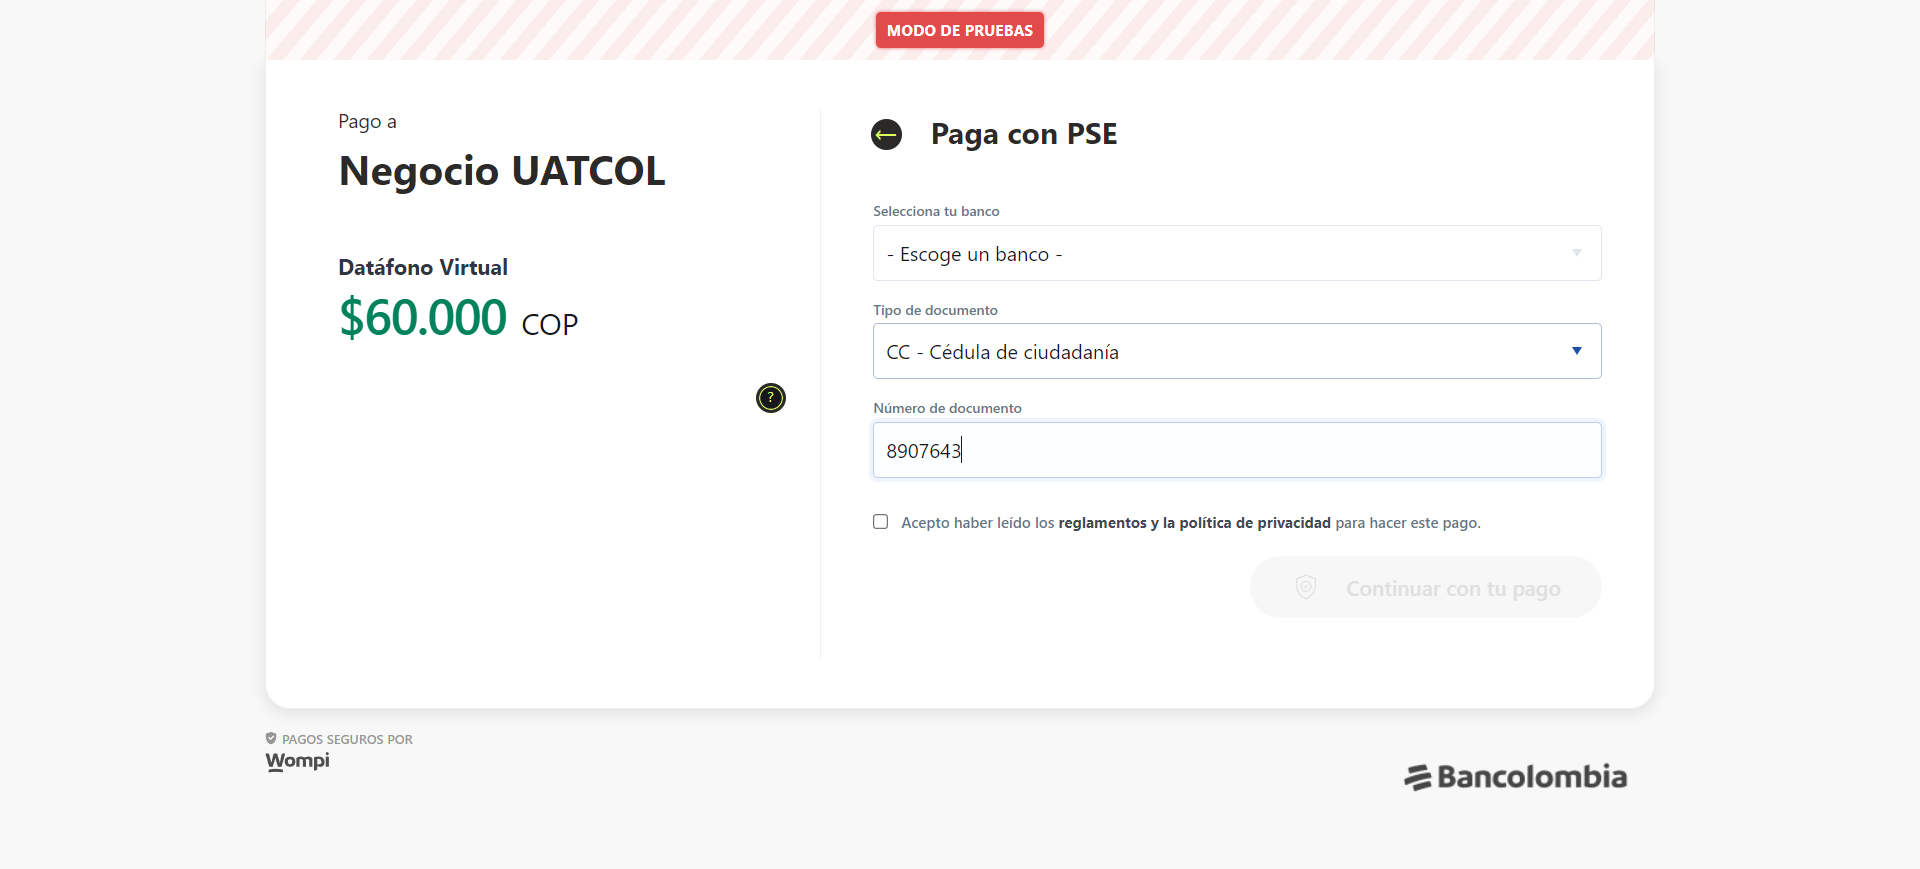 MODO DE PRUEBAS
Pago a
Negocio UATCOL
Datáfono Virtual
$60.000 COP
?
Paga con PSE
Selecciona tu banco
- Escoge un banco -
Tipo de documento
CC - Cédula de ciudadanía
Número de documento
8907643
Acepto haber leído los reglamentos y la política de privacidad para hacer este pago.
Continuar con tu pago
PAGOS SEGUROS POR
Wompi
Bancolombia